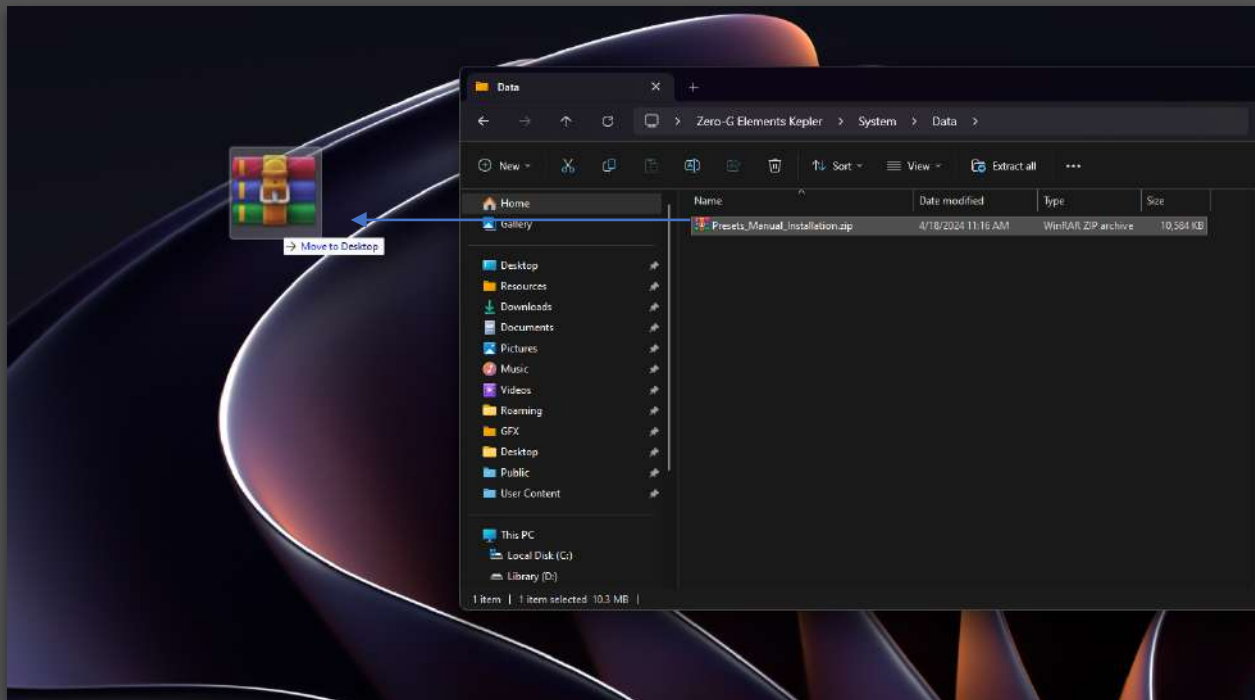 Data
Zero-G Elements Kepler > System > Data >
New Sort View Extract all ...
Name Date modified Type Size
Presets_Manual_Installation.zip 4/18/2024 11:16 AM WinRAR ZIP archive 10,584 KB
Move to Desktop
Home
Gallery
Desktop
Resources
Downloads
Documents
Pictures
Music
Videos
Roaming
GFX
Desktop
Public
User Content
This PC
Local Disk (C:)
Library (D:)
1 item | 1 item selected 10.3 MB |